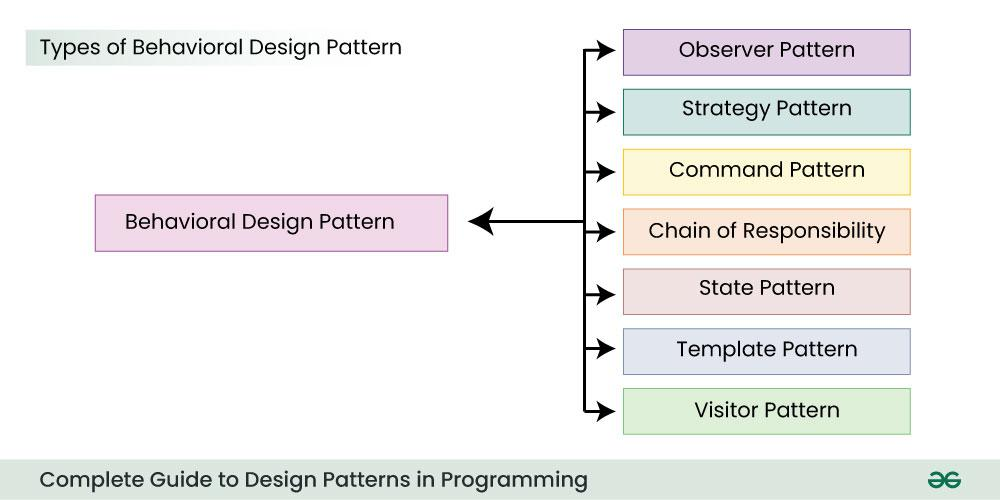 Types of Behavioral Design Pattern
Behavioral Design Pattern
Observer Pattern
Strategy Pattern
Command Pattern
Chain of Responsibility
State Pattern
Template Pattern
Visitor Pattern
Complete Guide to Design Patterns in Programming